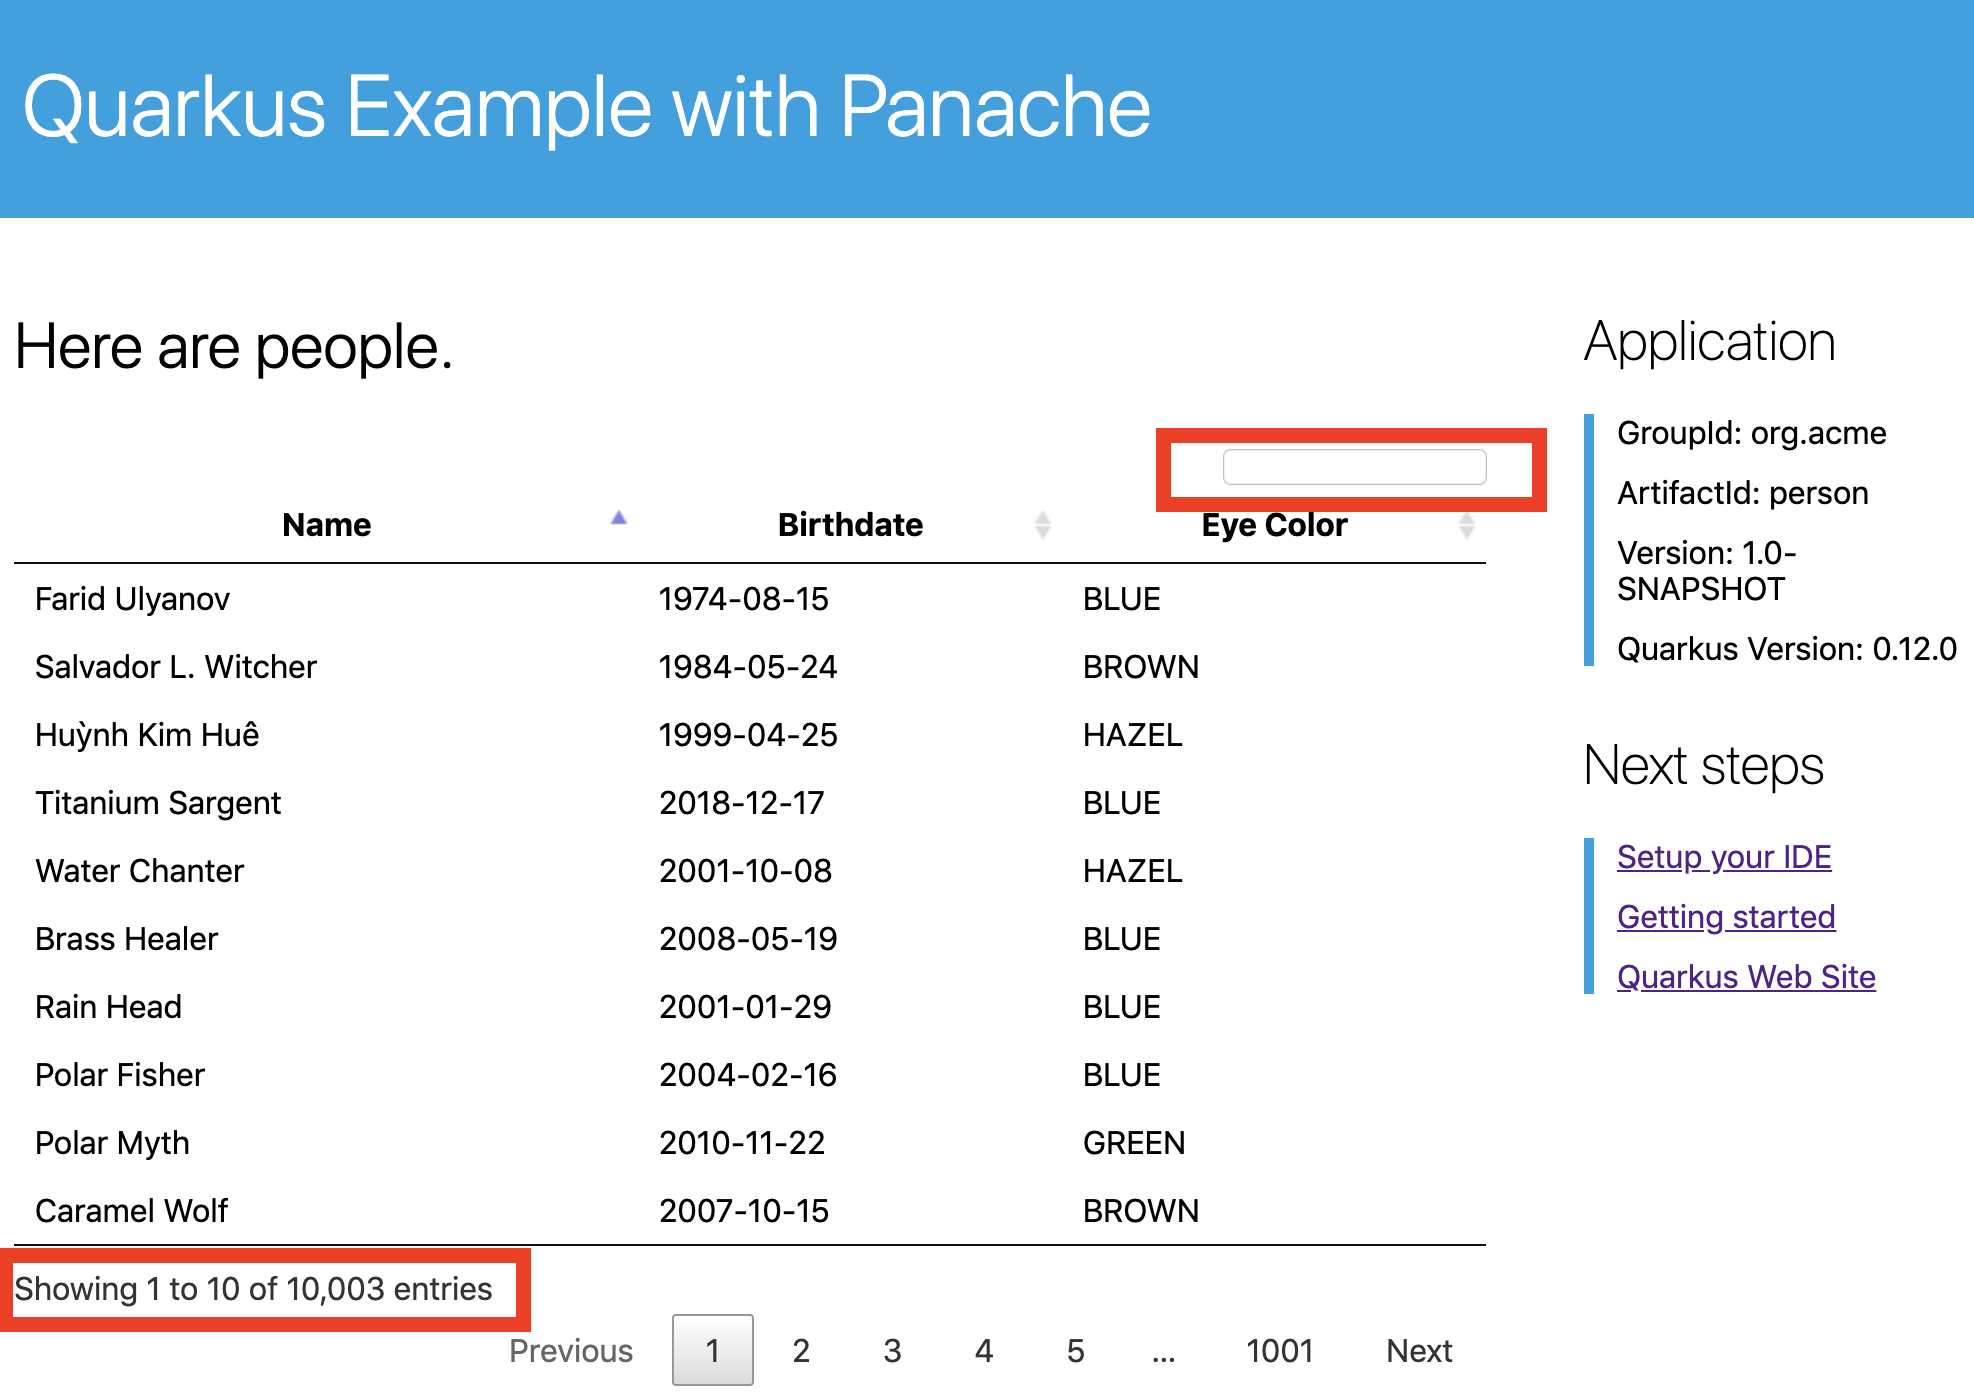 Quarkus Example with Panache
Here are people.
Name Birthdate Eye Color
Farid Ulyanov 1974-08-15 BLUE
Salvador L. Witcher 1984-05-24 BROWN
Huỳnh Kim Huê 1999-04-25 HAZEL
Titanium Sargent 2018-12-17 BLUE
Water Chanter 2001-10-08 HAZEL
Brass Healer 2008-05-19 BLUE
Rain Head 2001-01-29 BLUE
Polar Fisher 2004-02-16 BLUE
Polar Myth 2010-11-22 GREEN
Caramel Wolf 2007-10-15 BROWN
Showing 1 to 10 of 10,003 entries
Previous 1 2 3 4 5 ... 1001 Next
Application
GroupId: org.acme
ArtifactId: person
Version: 1.0-
SNAPSHOT
Quarkus Version: 0.12.0
Next steps
Setup your IDE
Getting started
Quarkus Web Site